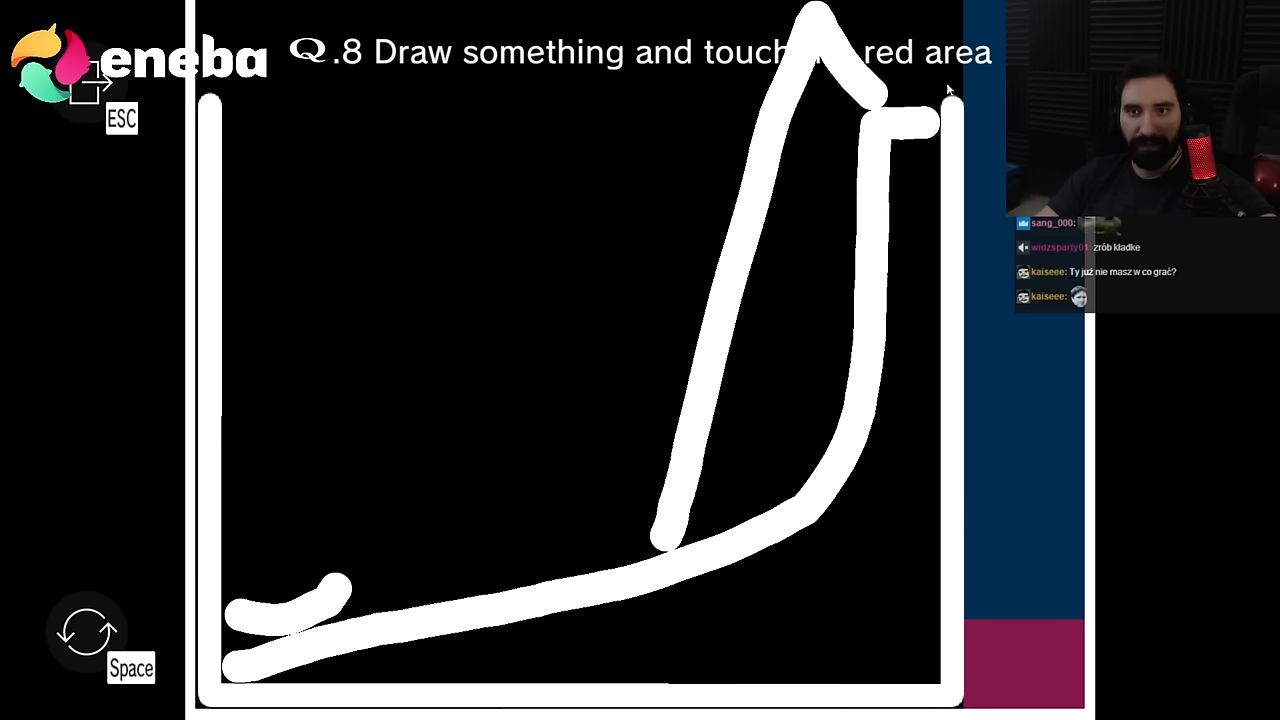 eneba
Q.8 Draw something and touch red area
ESC
sang_000:
widzsparty01: zrób kładke
kaiseee: Ty już nie masz w co grać?
kaiseee:
Space